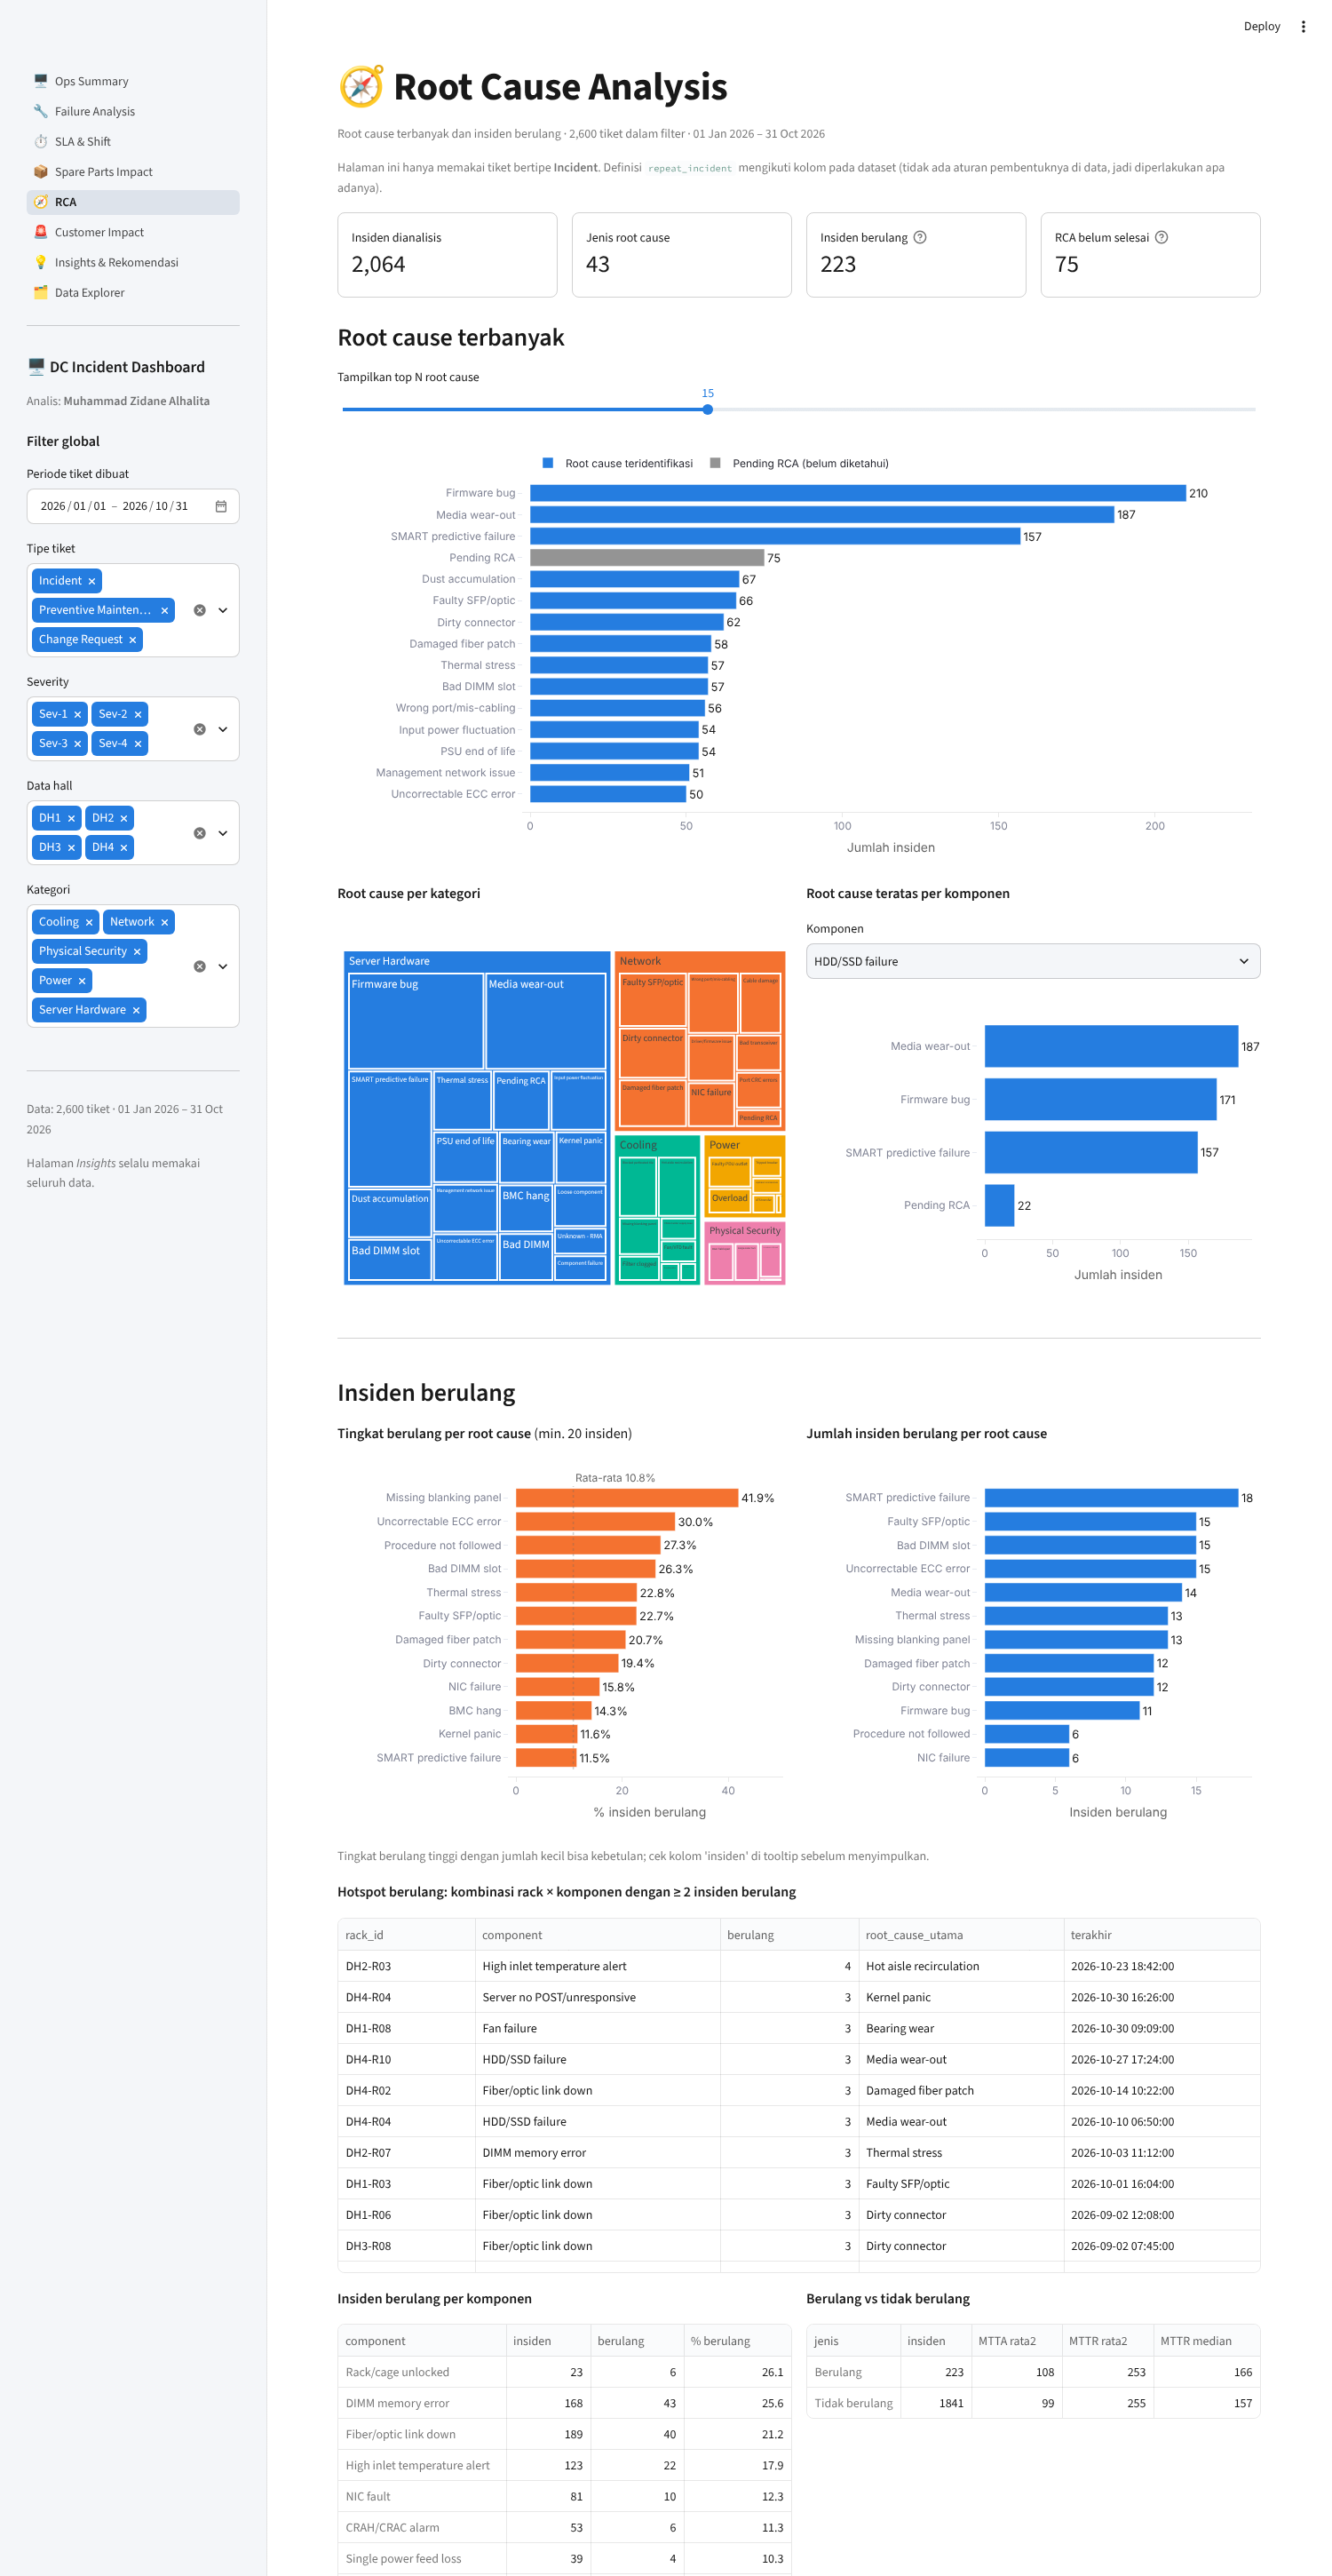 Deploy
Ops Summary
Failure Analysis
SLA & Shift
Spare Parts Impact
RCA
Customer Impact
Insights & Rekomendasi
Data Explorer
DC Incident Dashboard
Analis: Muhammad Zidane Alhalita
Filter global
Periode tiket dibuat
2026/01/01 – 2026/10/31
Tipe tiket
Incident
Preventive Mainten...
Change Request
Severity
Sev-1 Sev-2
Sev-3 Sev-4
Data hall
DH1 DH2
DH3 DH4
Kategori
Cooling Network
Physical Security
Power
Server Hardware
Data: 2,600 tiket · 01 Jan 2026 – 31 Oct
2026
Halaman Insights selalu memakai
seluruh data.
Root Cause Analysis
Root cause terbanyak dan insiden berulang · 2,600 tiket dalam filter · 01 Jan 2026 – 31 Oct 2026
Halaman ini hanya memakai tiket bertipe Incident. Definisi repeat_incident mengikuti kolom pada dataset (tidak ada aturan pembentuknya di data, jadi diperlakukan apa
adanya).
Insiden dianalisis
2,064
Jenis root cause
43
Insiden berulang
223
RCA belum selesai
75
Root cause terbanyak
Tampilkan top N root cause
15
Root cause teridentifikasi Pending RCA (belum diketahui)
Firmware bug 210
Media wear-out 187
SMART predictive failure 157
Pending RCA 75
Dust accumulation 67
Faulty SFP/optic 66
Dirty connector 62
Damaged fiber patch 58
Thermal stress 57
Bad DIMM slot 57
Wrong port/mis-cabling 56
Input power fluctuation 54
PSU end of life 54
Management network issue 51
Uncorrectable ECC error 50
0 50 100 150 200
Jumlah insiden
Root cause per kategori
Server Hardware
Firmware bug
Media wear-out
SMART predictive failure
Thermal stress
Pending RCA
Input power fluctuation
PSU end of life
Bearing wear
Kernel panic
Dust accumulation
Management network issue
BMC hang
Loose component
Bad DIMM slot
Uncorrectable ECC error
Bad DIMM
Unknown - RMA
Component failure
Network
Faulty SFP/optic
Wrong port/mis-cabling
Cable damage
Dirty connector
Bad transceiver
Damaged fiber patch
NIC failure
Port CRC errors
Pending RCA
Cooling
Filter clogged
Power
Faulty PDU outlet
Overload
Physical Security
Root cause teratas per komponen
Komponen
HDD/SSD failure
Media wear-out 187
Firmware bug 171
SMART predictive failure 157
Pending RCA 22
0 50 100 150
Jumlah insiden
Insiden berulang
Tingkat berulang per root cause (min. 20 insiden)
Rata-rata 10.8%
Missing blanking panel 41.9%
Uncorrectable ECC error 30.0%
Procedure not followed 27.3%
Bad DIMM slot 26.3%
Thermal stress 22.8%
Faulty SFP/optic 22.7%
Damaged fiber patch 20.7%
Dirty connector 19.4%
NIC failure 15.8%
BMC hang 14.3%
Kernel panic 11.6%
SMART predictive failure 11.5%
0 20 40
% insiden berulang
Jumlah insiden berulang per root cause
SMART predictive failure 18
Faulty SFP/optic 15
Bad DIMM slot 15
Uncorrectable ECC error 15
Media wear-out 14
Thermal stress 13
Missing blanking panel 13
Damaged fiber patch 12
Dirty connector 12
Firmware bug 11
Procedure not followed 6
NIC failure 6
0 5 10 15
Insiden berulang
Tingkat berulang tinggi dengan jumlah kecil bisa kebetulan; cek kolom 'insiden' di tooltip sebelum menyimpulkan.
Hotspot berulang: kombinasi rack × komponen dengan ≥ 2 insiden berulang
rack_id component berulang root_cause_utama terakhir
DH2-R03 High inlet temperature alert 4 Hot aisle recirculation 2026-10-23 18:42:00
DH4-R04 Server no POST/unresponsive 3 Kernel panic 2026-10-30 16:26:00
DH1-R08 Fan failure 3 Bearing wear 2026-10-30 09:09:00
DH4-R10 HDD/SSD failure 3 Media wear-out 2026-10-27 17:24:00
DH4-R02 Fiber/optic link down 3 Damaged fiber patch 2026-10-14 10:22:00
DH4-R04 HDD/SSD failure 3 Media wear-out 2026-10-10 06:50:00
DH2-R07 DIMM memory error 3 Thermal stress 2026-10-03 11:12:00
DH1-R03 Fiber/optic link down 3 Faulty SFP/optic 2026-10-01 16:04:00
DH1-R06 Fiber/optic link down 3 Dirty connector 2026-09-02 12:08:00
DH3-R08 Fiber/optic link down 3 Dirty connector 2026-09-02 07:45:00
Insiden berulang per komponen
component insiden berulang % berulang
Rack/cage unlocked 23 6 26.1
DIMM memory error 168 43 25.6
Fiber/optic link down 189 40 21.2
High inlet temperature alert 123 22 17.9
NIC fault 81 10 12.3
CRAH/CRAC alarm 53 6 11.3
Single power feed loss 39 4 10.3
Berulang vs tidak berulang
jenis insiden MTTA rata2 MTTR rata2 MTTR median
Berulang 223 108 253 166
Tidak berulang 1841 99 255 157